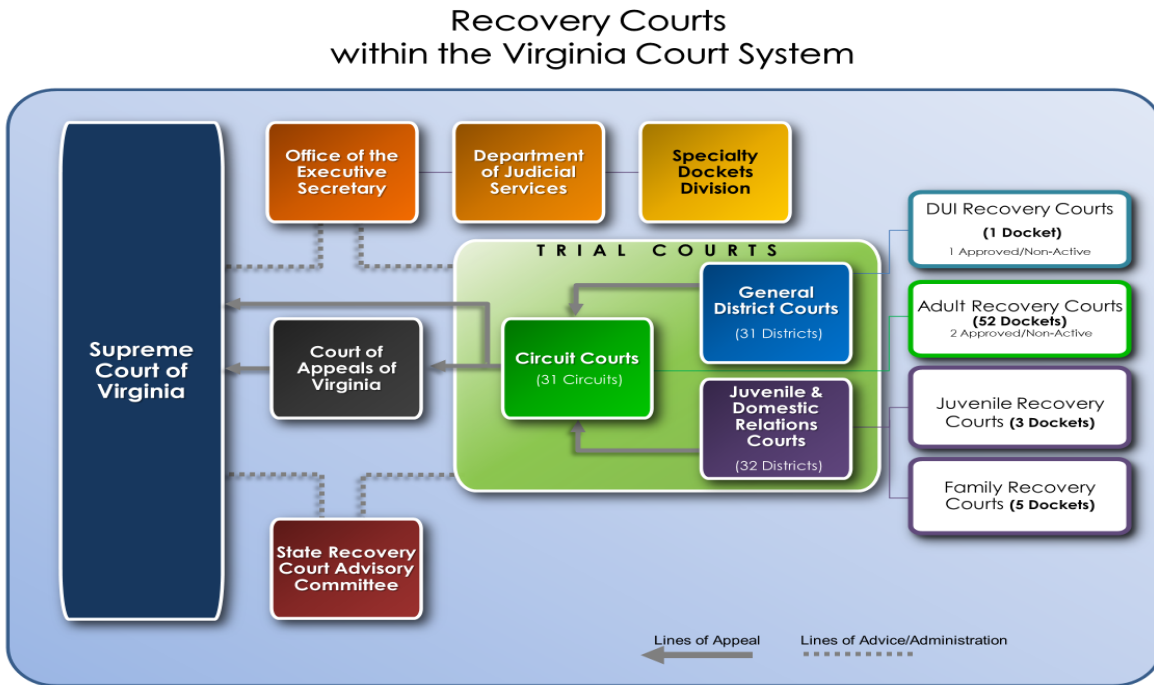 Recovery Courts
within the Virginia Court System
Office of the
Executive
Secretary
Department
of Judicial
Services
Specialty
Dockets
Division
TRIAL COURTS
Supreme
Court of
Virginia
Court of
Appeals of
Virginia
Circuit Courts
(31 Circuits)
General
District Courts
(31 Districts)
Juvenile &
Domestic
Relations
Courts
(32 Districts)
DUI Recovery Courts
(1 Docket)
1 Approved/Non-Active
Adult Recovery Courts
(52 Dockets)
2 Approved/Non-Active
Juvenile Recovery
Courts (3 Dockets)
Family Recovery
Courts (5 Dockets)
State Recovery
Court Advisory
Committee
Lines of Appeal
Lines of Advice/Administration